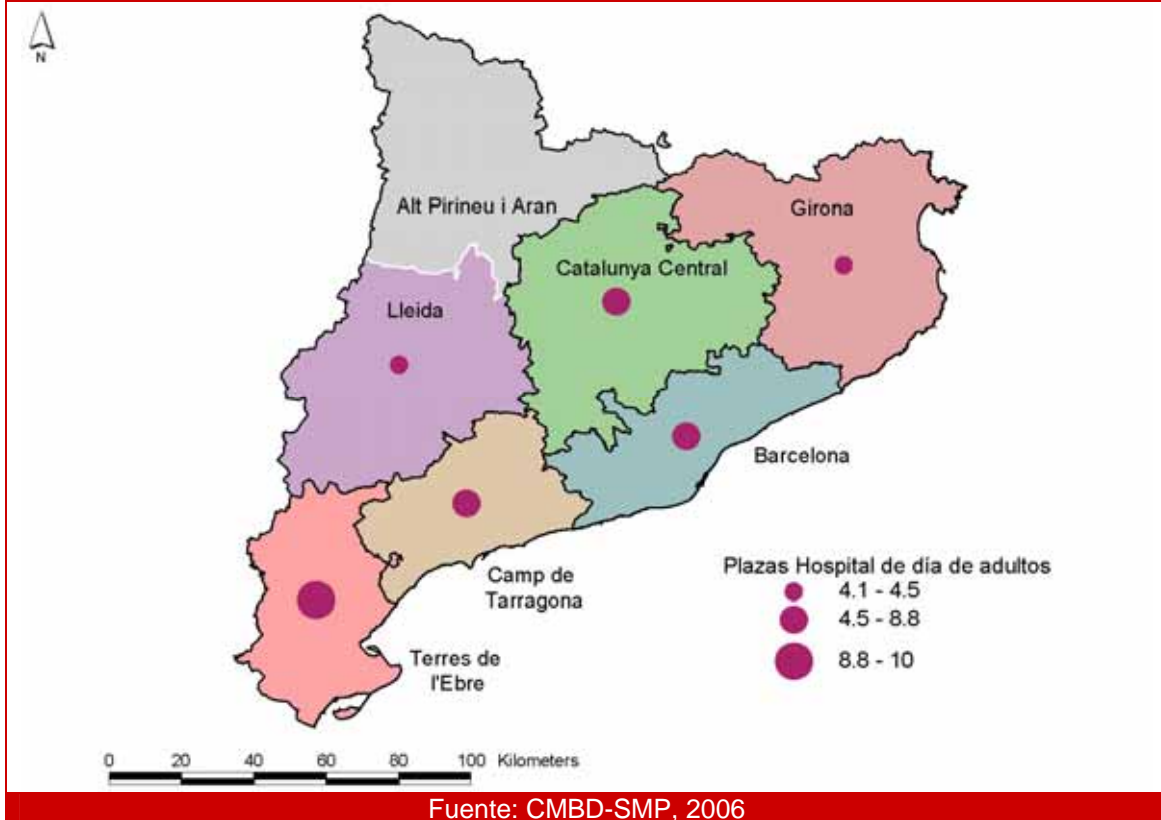 N
Alt Pirineu i Aran
Girona
Catalunya Central
Lleida
Barcelona
Plazas Hospital de día de adultos
4.1 - 4.5
4.5 - 8.8
8.8 - 10
Camp de
Tarragona
Terres de
l'Ebre
0 20 40 60 80 100 Kilometers
Fuente: CMBD-SMP, 2006